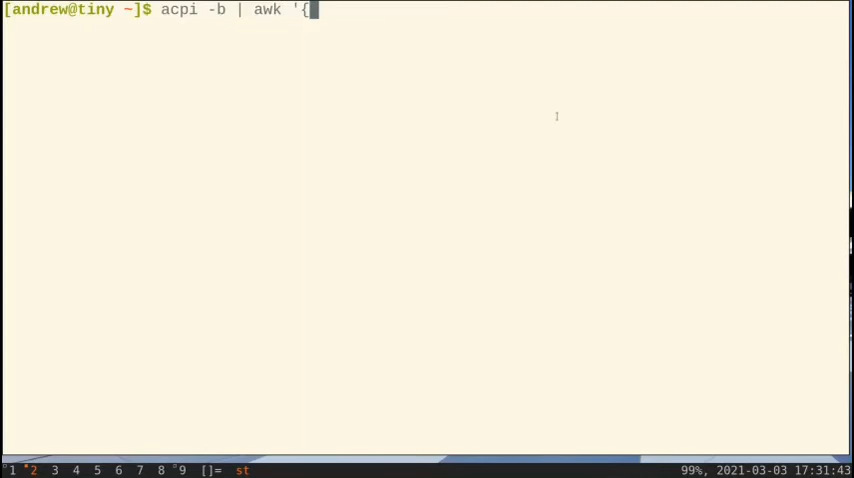 [andrew@tiny ~]$ acpi -b | awk '{
1 2 3 4 5 6 7 8 9 []= st 99%, 2021-03-03 17:31:43